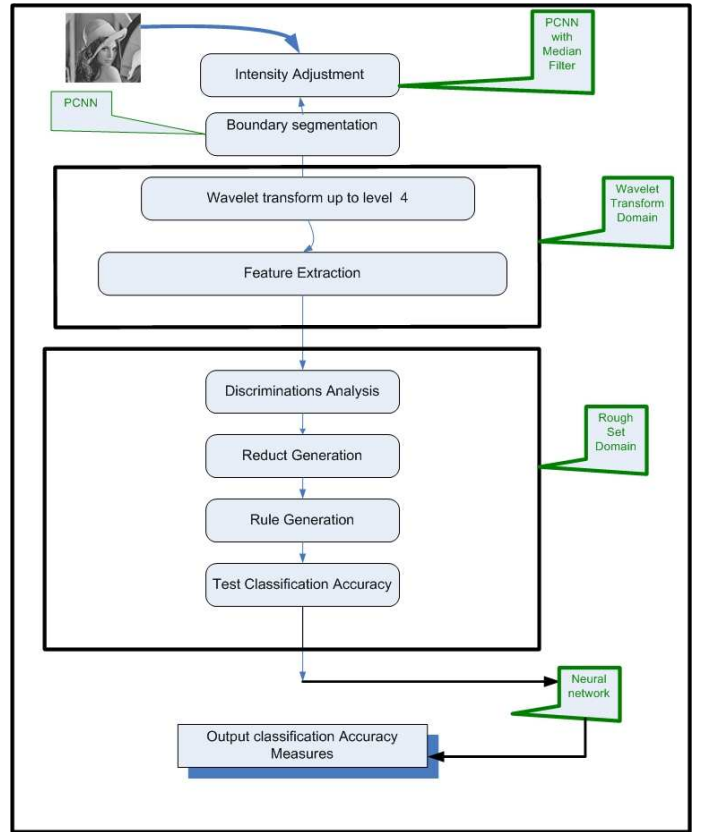 PCNN
with
Median
Filter
Intensity Adjustment
PCNN
Boundary segmentation
Wavelet transform up to level 4
Wavelet
Transform
Domain
Feature Extraction
Discriminations Analysis
Rough
Set
Domain
Reduct Generation
Rule Generation
Test Classification Accuracy
Neural
network
Output classification Accuracy
Measures